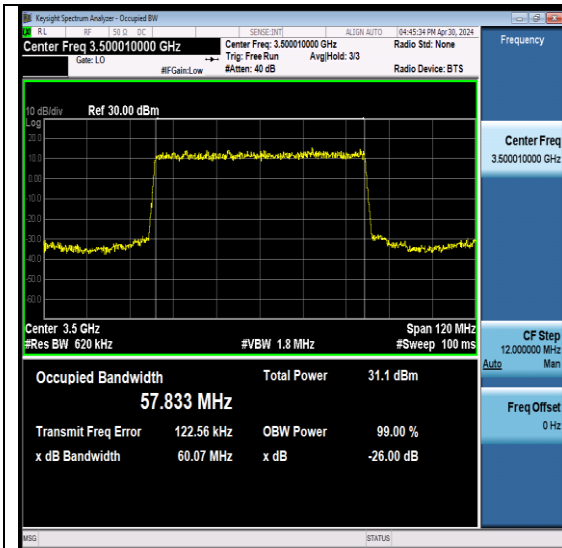 Keysight Spectrum Analyzer - Occupied BW
RL RF 50 Ω DC SENSE:INT ALIGN AUTO 04:45:34 PM Apr 30, 2024
Center Freq 3.500010000 GHz
Gate: LO
#IFGain:Low
Center Freq: 3.500010000 GHz
Trig: Free Run Avg|Hold: 3/3
#Atten: 40 dB
Radio Std: None
Radio Device: BTS
10 dB/div Ref 30.00 dBm
Log
20.0
10.0
0.00
-10.0
-20.0
-30.0
-40.0
-50.0
-60.0
Center 3.5 GHz Span 120 MHz
#Res BW 620 kHz #VBW 1.8 MHz #Sweep 100 ms
Occupied Bandwidth Total Power 31.1 dBm
57.833 MHz
Transmit Freq Error 122.56 kHz OBW Power 99.00 %
x dB Bandwidth 60.07 MHz x dB -26.00 dB
MSG STATUS
Frequency
Center Freq
3.500010000 GHz
CF Step
12.000000 MHz
Auto Man
Freq Offset
0 Hz